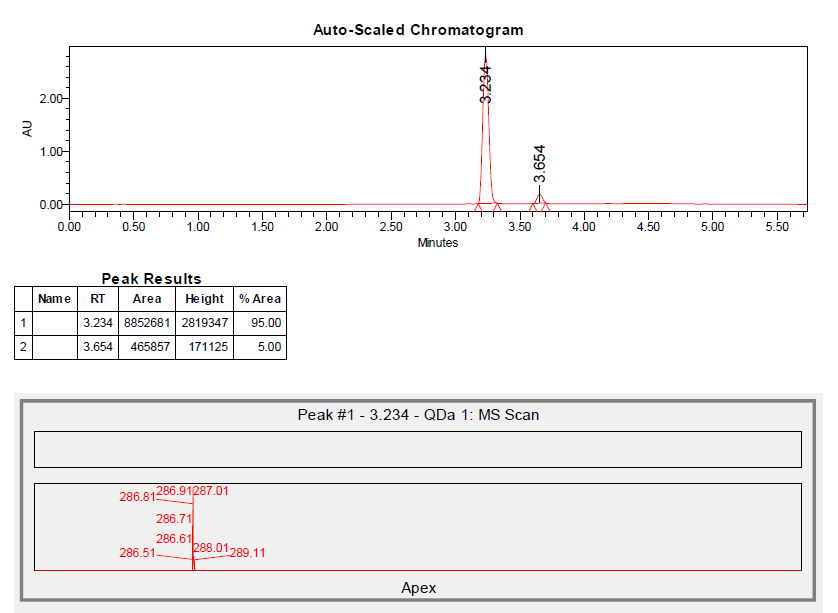 Auto-Scaled Chromatogram
AU
2.00
1.00
0.00
3.234
3.654
0.00 0.50 1.00 1.50 2.00 2.50 3.00 3.50 4.00 4.50 5.00 5.50
Minutes
Peak Results
Name RT Area Height % Area
1 3.234 8852681 2819347 95.00
2 3.654 465857 171125 5.00
Peak #1 - 3.234 - QDa 1: MS Scan
286.81 286.91 287.01
286.71
286.61
286.51 288.01 289.11
Apex